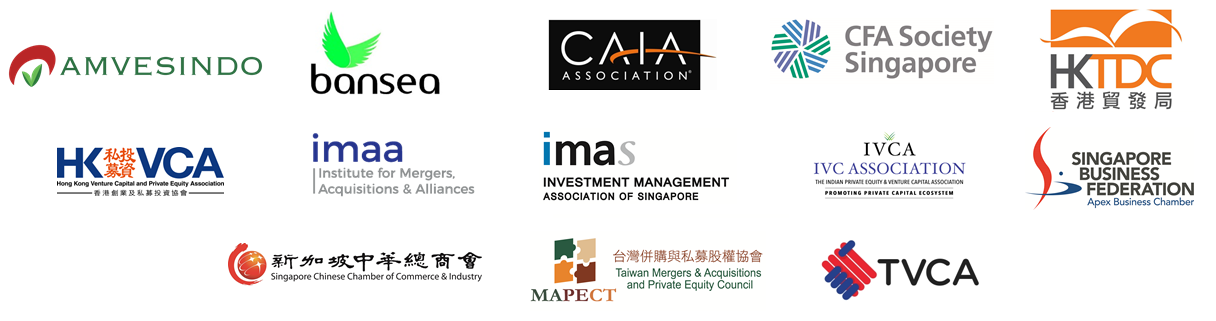 AMVESINDO
bansea
CAIA
ASSOCIATION®
CFA Society
Singapore
HKTDC
香港貿發局
HK私募投資VCA
Hong Kong Venture Capital and Private Equity Association
香港創業及私募投資協會
imaa
Institute for Mergers,
Acquisitions & Alliances
imas
INVESTMENT MANAGEMENT
ASSOCIATION OF SINGAPORE
IVCA
IVC ASSOCIATION
THE INDIAN PRIVATE EQUITY & VENTURE CAPITAL ASSOCIATION
PROMOTING PRIVATE CAPITAL ECOSYSTEM
SINGAPORE
BUSINESS
FEDERATION
Apex Business Chamber
新加坡中华總商會
Singapore Chinese Chamber of Commerce & Industry
MAPECT
台灣併購與私募股權協會
Taiwan Mergers & Acquisitions
and Private Equity Council
TVCA